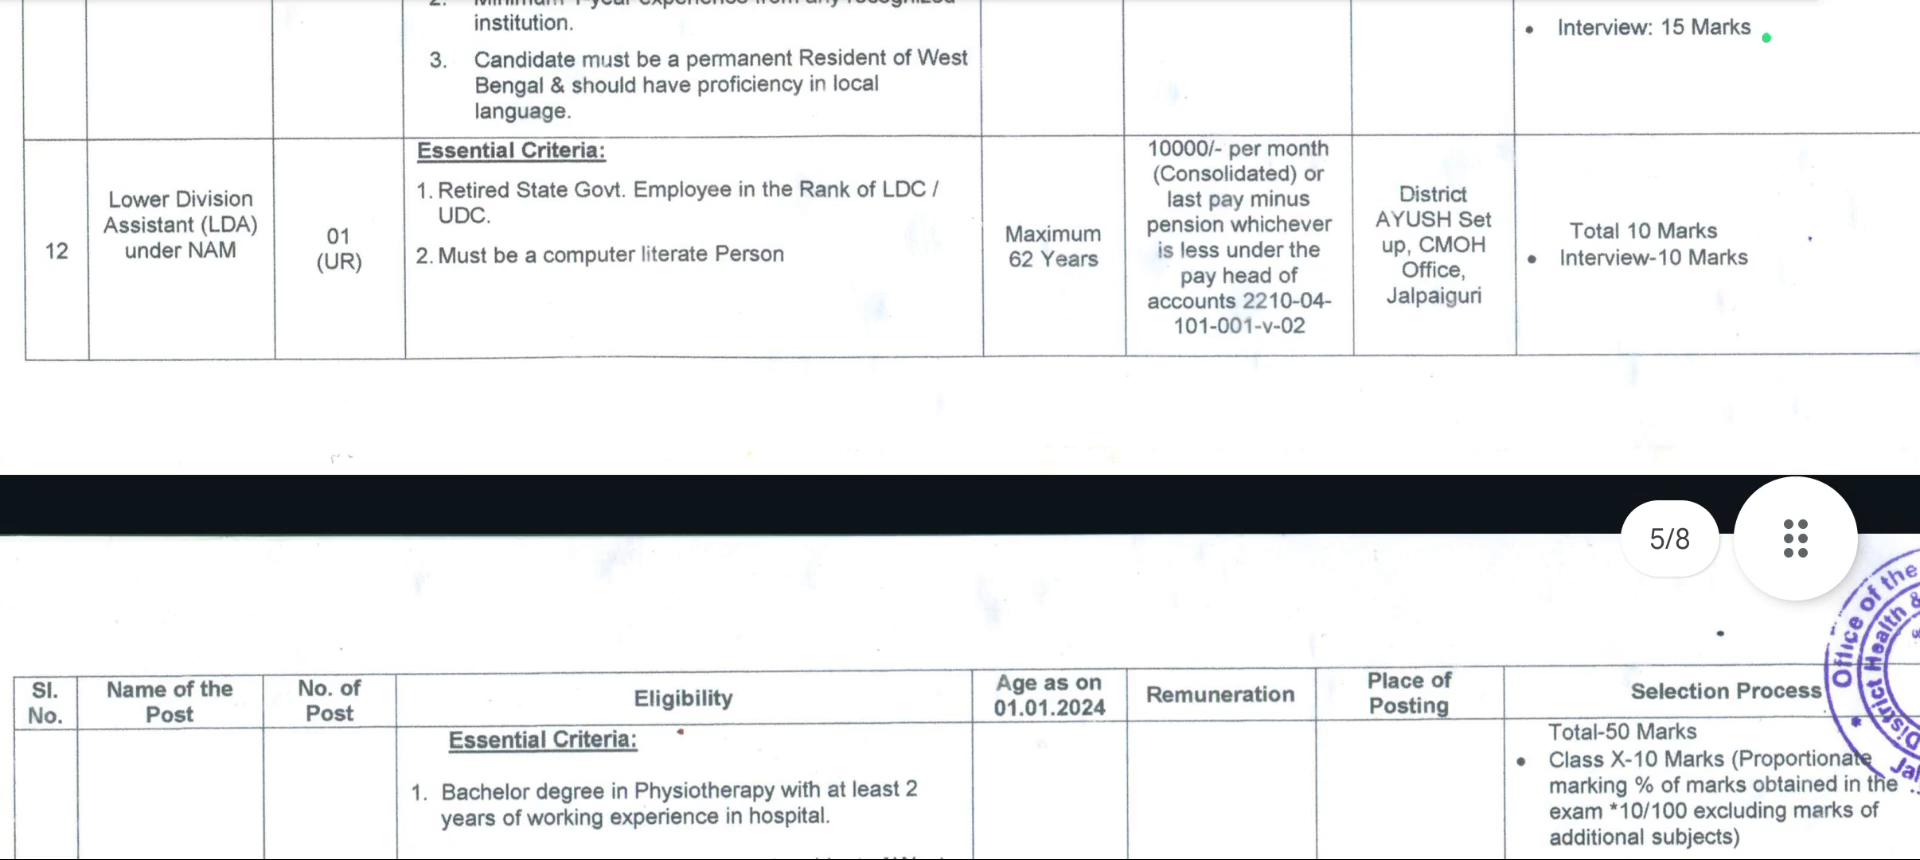 institution.
Interview: 15 Marks
3. Candidate must be a permanent Resident of West
Bengal & should have proficiency in local
language.
12
Lower Division
Assistant (LDA)
under NAM
01
(UR)
Essential Criteria:
1. Retired State Govt. Employee in the Rank of LDC /
UDC.
2. Must be a computer literate Person
Maximum
62 Years
10000/- per month
(Consolidated) or
last pay minus
pension whichever
is less under the
pay head of
accounts 2210-04-
101-001-v-02
District
AYUSH Set
up, CMOH
Office,
Jalpaiguri
Total 10 Marks
Interview-10 Marks
5/8
Office of the
District Health &
Sl.
No.
Name of the
Post
No. of
Post
Eligibility
Age as on
01.01.2024
Remuneration
Place of
Posting
Selection Process
Essential Criteria:
1. Bachelor degree in Physiotherapy with at least 2
years of working experience in hospital.
Total-50 Marks
Class X-10 Marks (Proportionate
marking % of marks obtained in the
exam *10/100 excluding marks of
additional subjects)